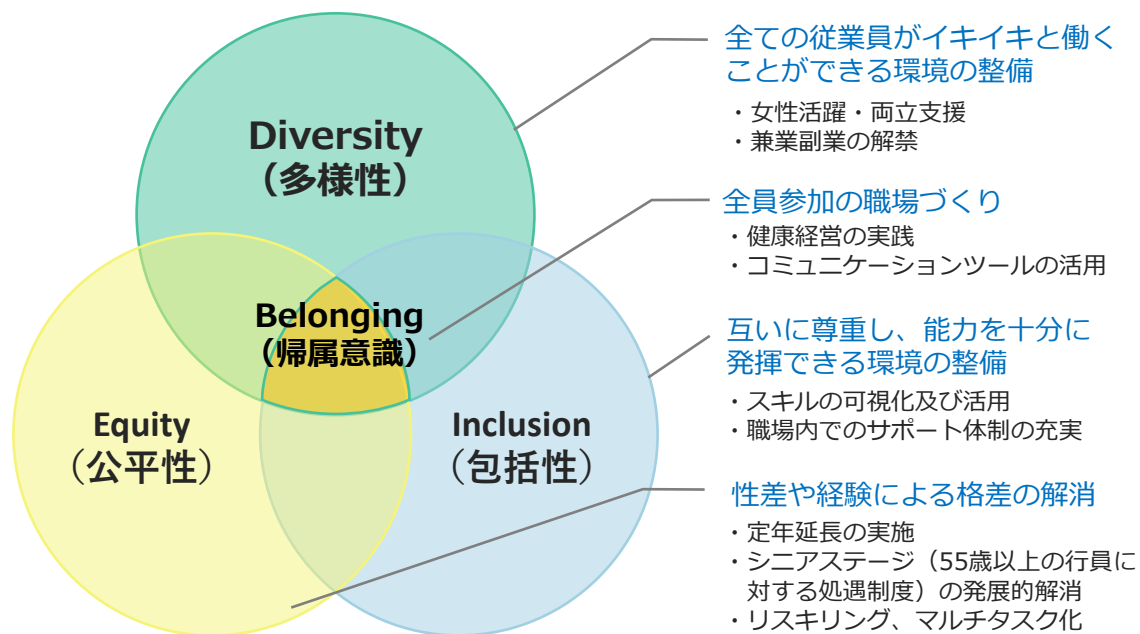 Diversity
（多様性）
Belonging
（帰属意識）
Equity
（公平性）
Inclusion
（包括性）
全ての従業員がイキイキと働く
ことができる環境の整備
・女性活躍・両立支援
・兼業副業の解禁
全員参加の職場づくり
・健康経営の実践
・コミュニケーションツールの活用
互いに尊重し、能力を十分に
発揮できる環境の整備
・スキルの可視化及び活用
・職場内でのサポート体制の充実
性差や経験による格差の解消
・定年延長の実施
・シニアステージ（55歳以上の行員に
対する処遇制度）の発展的解消
・リスキリング、マルチタスク化